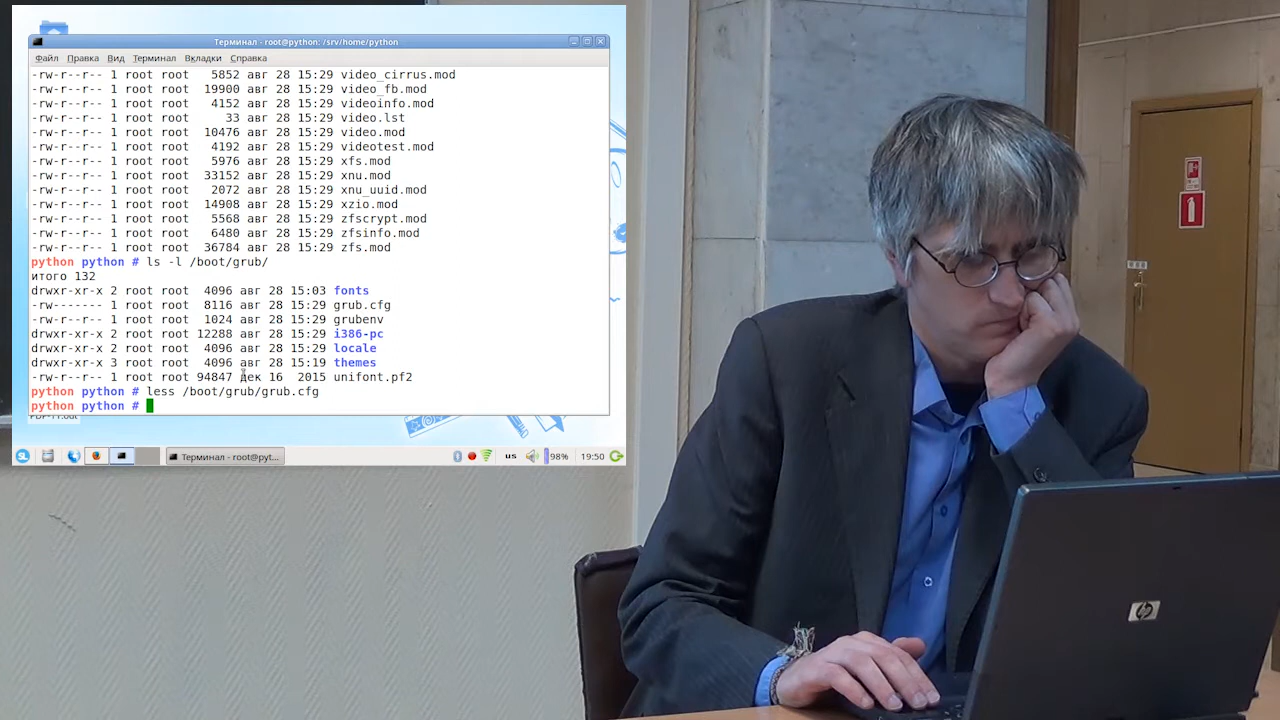 Терминал - root@python: /srv/home/python
Файл Правка Вид Терминал Вкладки Справка
-rw-r--r-- 1 root root 5852 авг 28 15:29 video_cirrus.mod
-rw-r--r-- 1 root root 19900 авг 28 15:29 video_fb.mod
-rw-r--r-- 1 root root 4152 авг 28 15:29 videoinfo.mod
-rw-r--r-- 1 root root 33 авг 28 15:29 video.lst
-rw-r--r-- 1 root root 10476 авг 28 15:29 video.mod
-rw-r--r-- 1 root root 4192 авг 28 15:29 videotest.mod
-rw-r--r-- 1 root root 5976 авг 28 15:29 xfs.mod
-rw-r--r-- 1 root root 33152 авг 28 15:29 xnu.mod
-rw-r--r-- 1 root root 2072 авг 28 15:29 xnu_uuid.mod
-rw-r--r-- 1 root root 14908 авг 28 15:29 xzio.mod
-rw-r--r-- 1 root root 5568 авг 28 15:29 zfscrypt.mod
-rw-r--r-- 1 root root 6480 авг 28 15:29 zfsinfo.mod
-rw-r--r-- 1 root root 36784 авг 28 15:29 zfs.mod
python python # ls -l /boot/grub/
итого 132
drwxr-xr-x 2 root root 4096 авг 28 15:03 fonts
-rw------- 1 root root 8116 авг 28 15:29 grub.cfg
-rw-r--r-- 1 root root 1024 авг 28 15:29 grubenv
drwxr-xr-x 2 root root 12288 авг 28 15:29 i386-pc
drwxr-xr-x 2 root root 4096 авг 28 15:29 locale
drwxr-xr-x 3 root root 4096 авг 28 15:19 themes
-rw-r--r-- 1 root root 94847 дек 16 2015 unifont.pf2
python python # less /boot/grub/grub.cfg
python python #
Терминал - root@pyt...
us
98%
19:50
hp